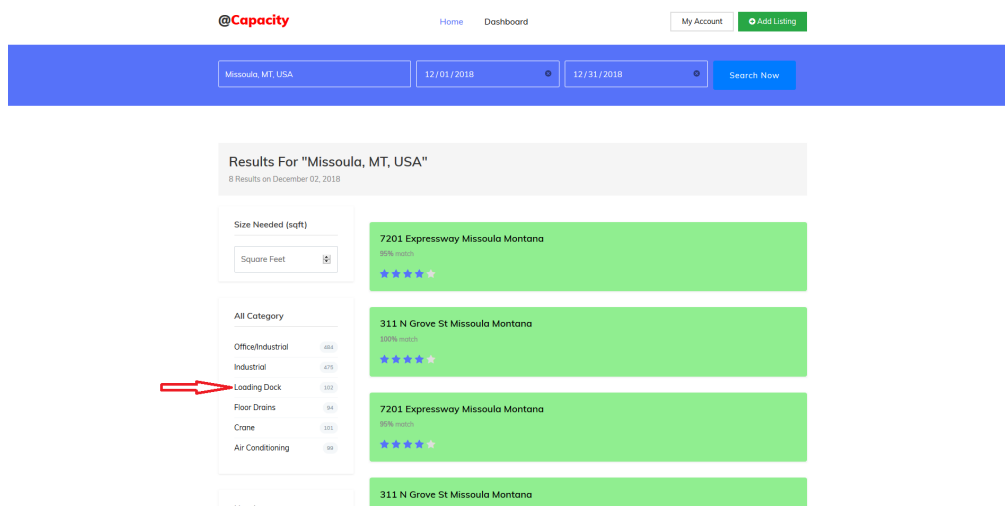 @Capacity
Home Dashboard
My Account
Add Listing
Missoula, MT, USA
12/01/2018
12/31/2018
Search Now
Results For "Missoula, MT, USA"
8 Results on December 02, 2018
Size Needed (sqft)
Square Feet
All Category
Office/Industrial 484
Industrial 475
Loading Dock 102
Floor Drains 94
Crane 101
Air Conditioning 99
7201 Expressway Missoula Montana
95% match
311 N Grove St Missoula Montana
100% match
7201 Expressway Missoula Montana
95% match
311 N Grove St Missoula Montana